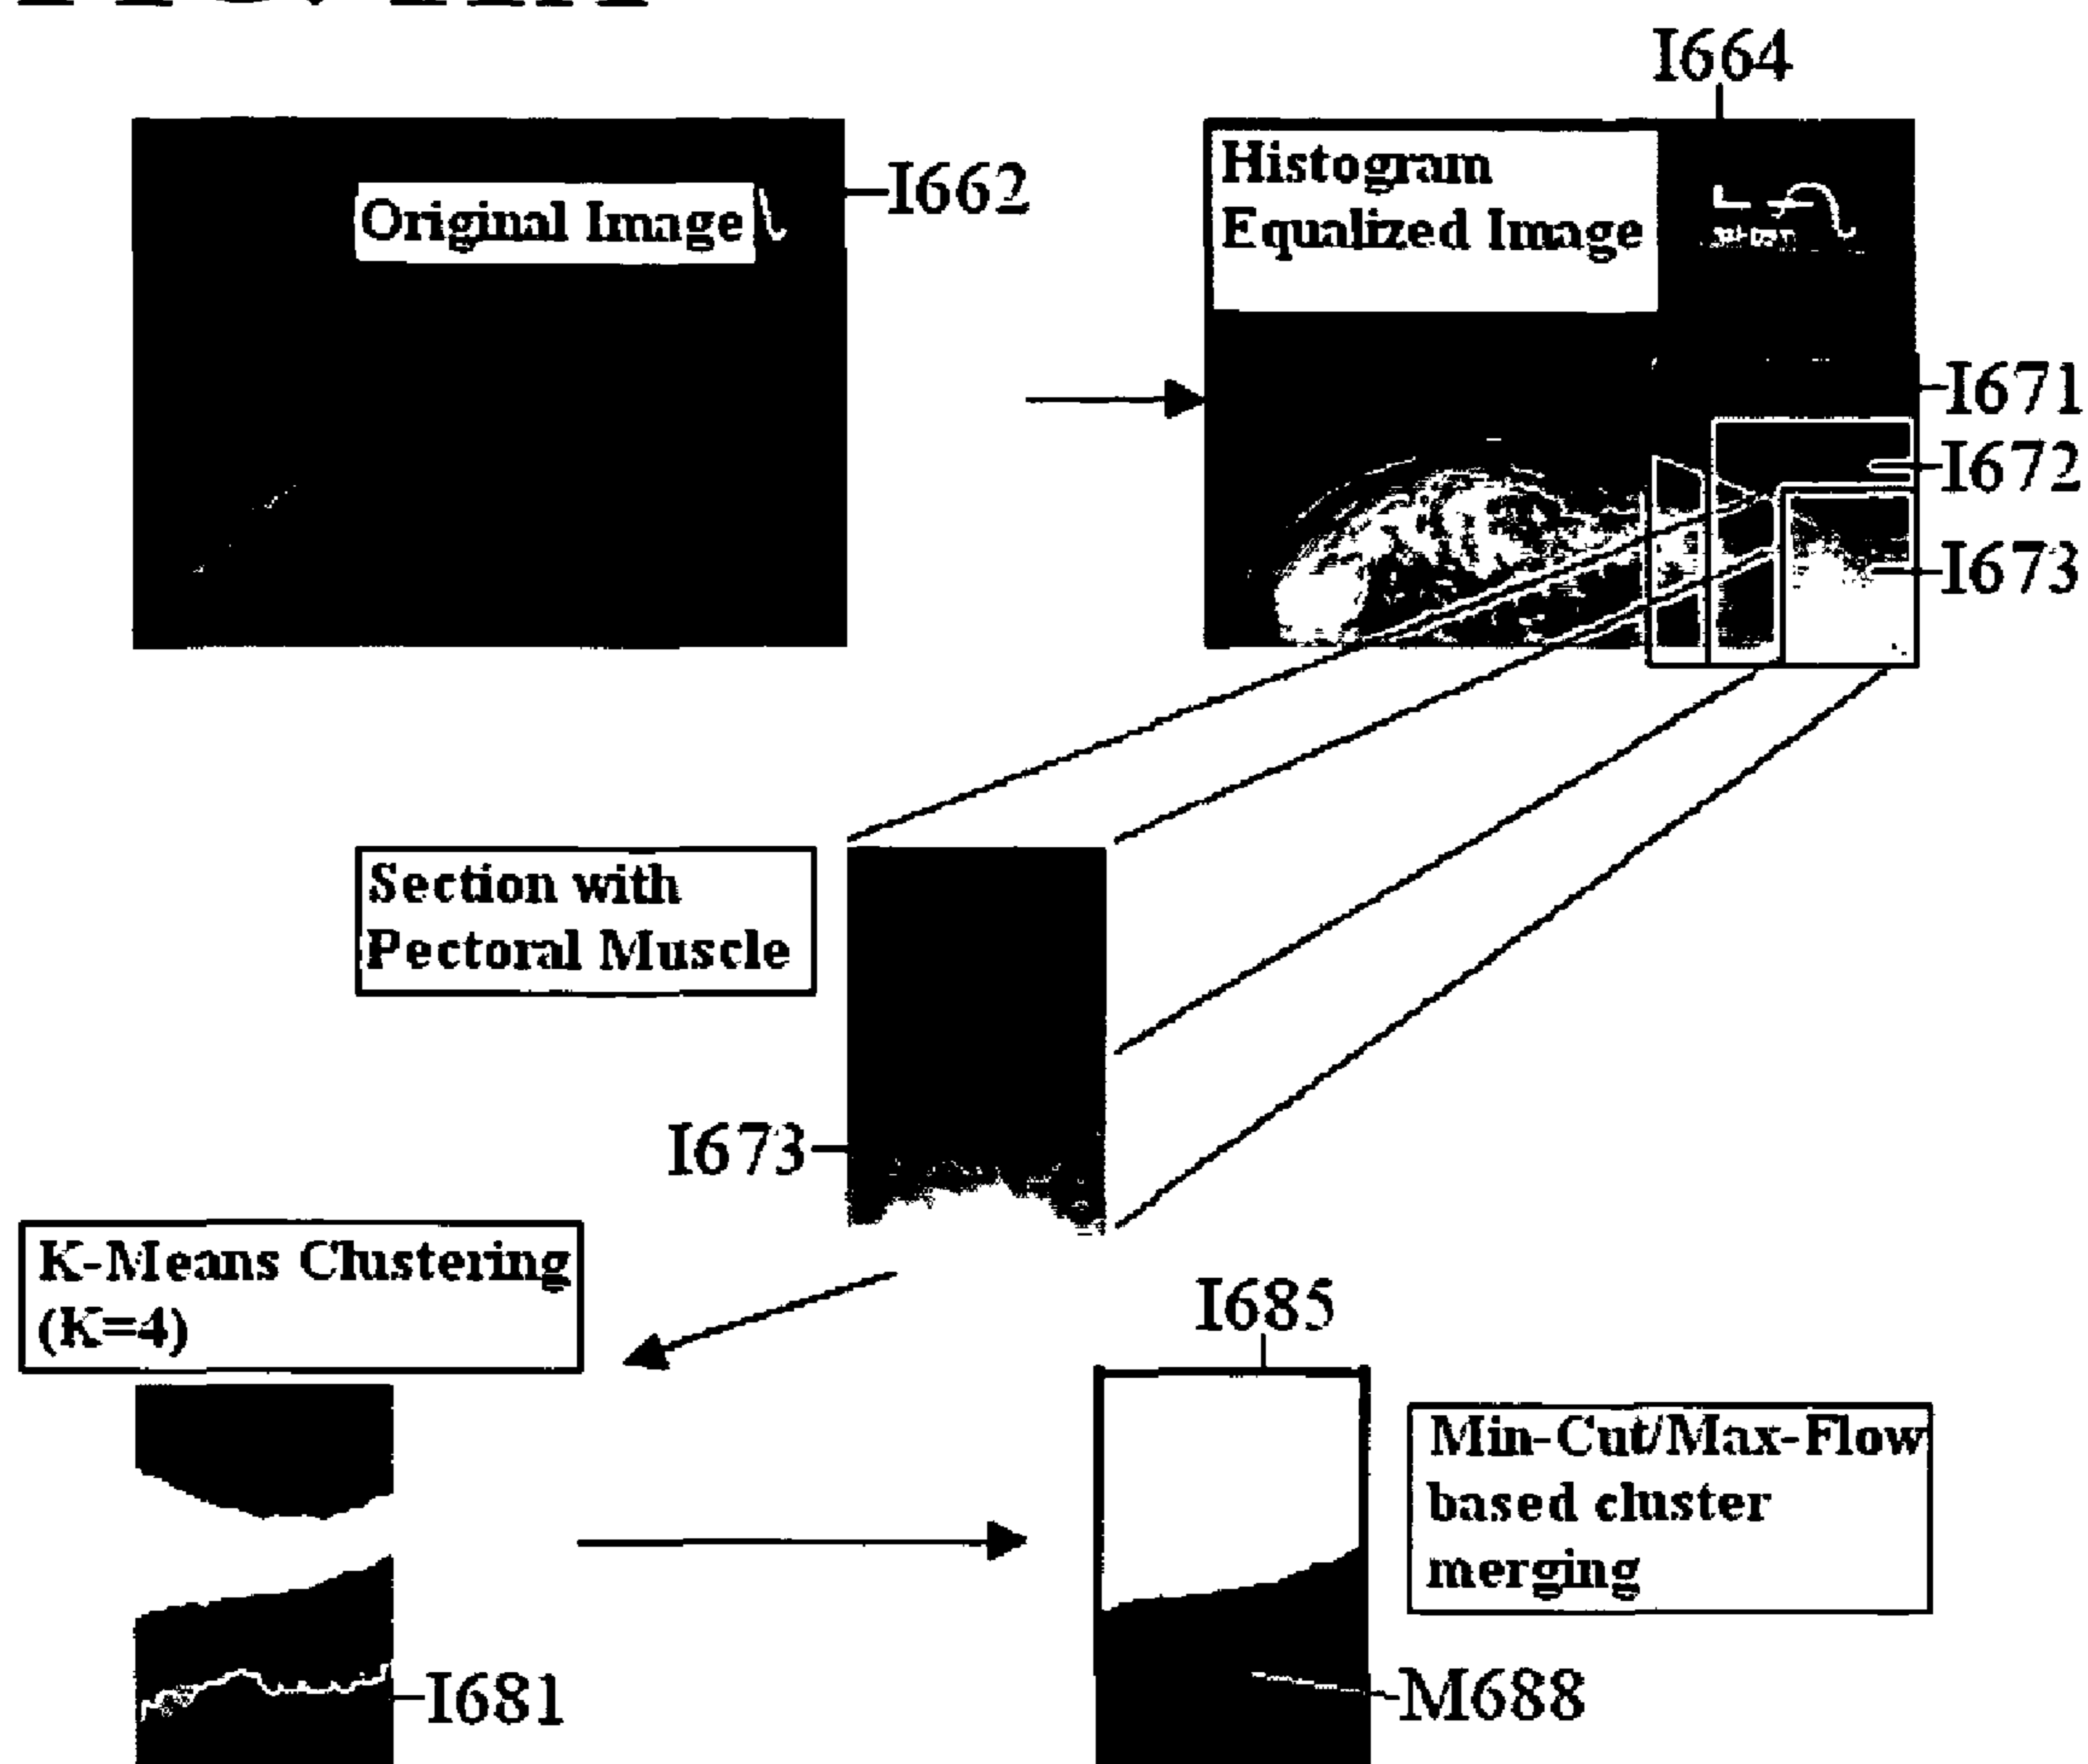 I664
Original Image
I662
Histogram
Equalized Image
I671
I672
I673
Section with
Pectoral Muscle
I673
K-Means Clustering
(K=4)
I685
Min-Cut/Max-Flow
based cluster
merging
I681
M688